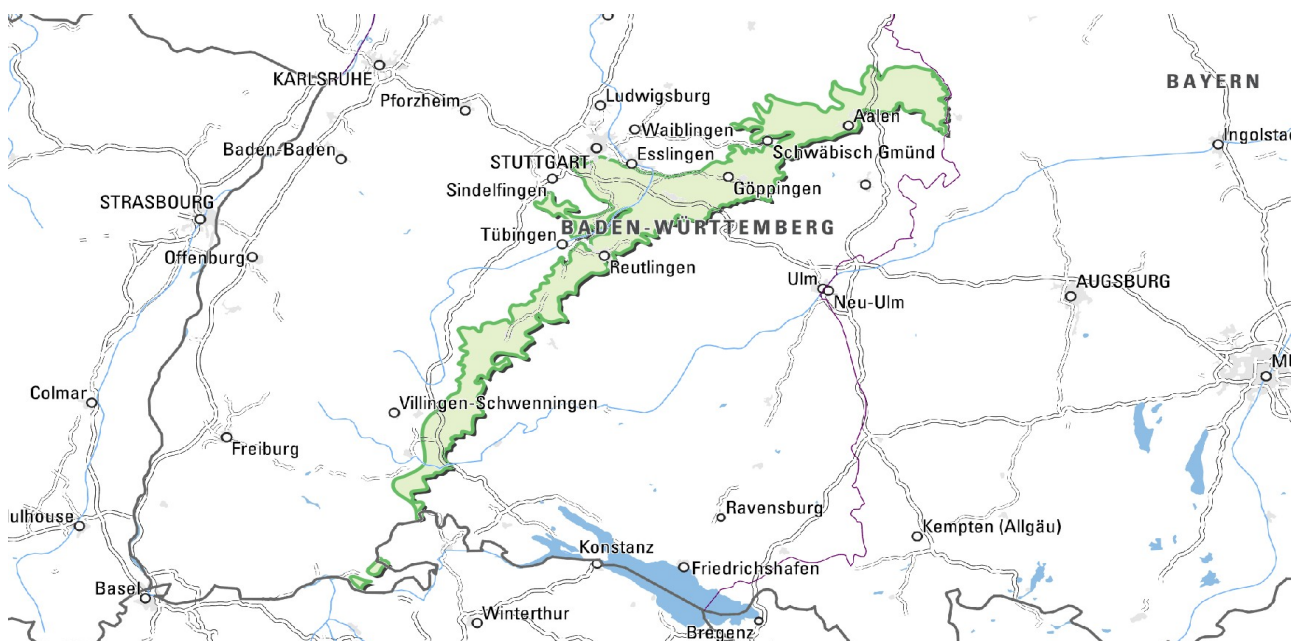 KARLSRUHE
BAYERN
Pforzheim
Ludwigsburg
Aalen
Waiblingen
Ingolsta
Baden-Baden
STUTTGART
Esslingen
Schwäbisch Gmünd
Sindelfingen
Göppingen
STRASBOURG
BADEN-WÜRTTEMBERG
Tübingen
Offenburg
Reutlingen
Ulm
Neu-Ulm
AUGSBURG
M
Colmar
Villingen-Schwenningen
Freiburg
Ravensburg
ulhouse
Kempten (Allgäu)
Konstanz
Friedrichshafen
Basel
Winterthur
Bregenz